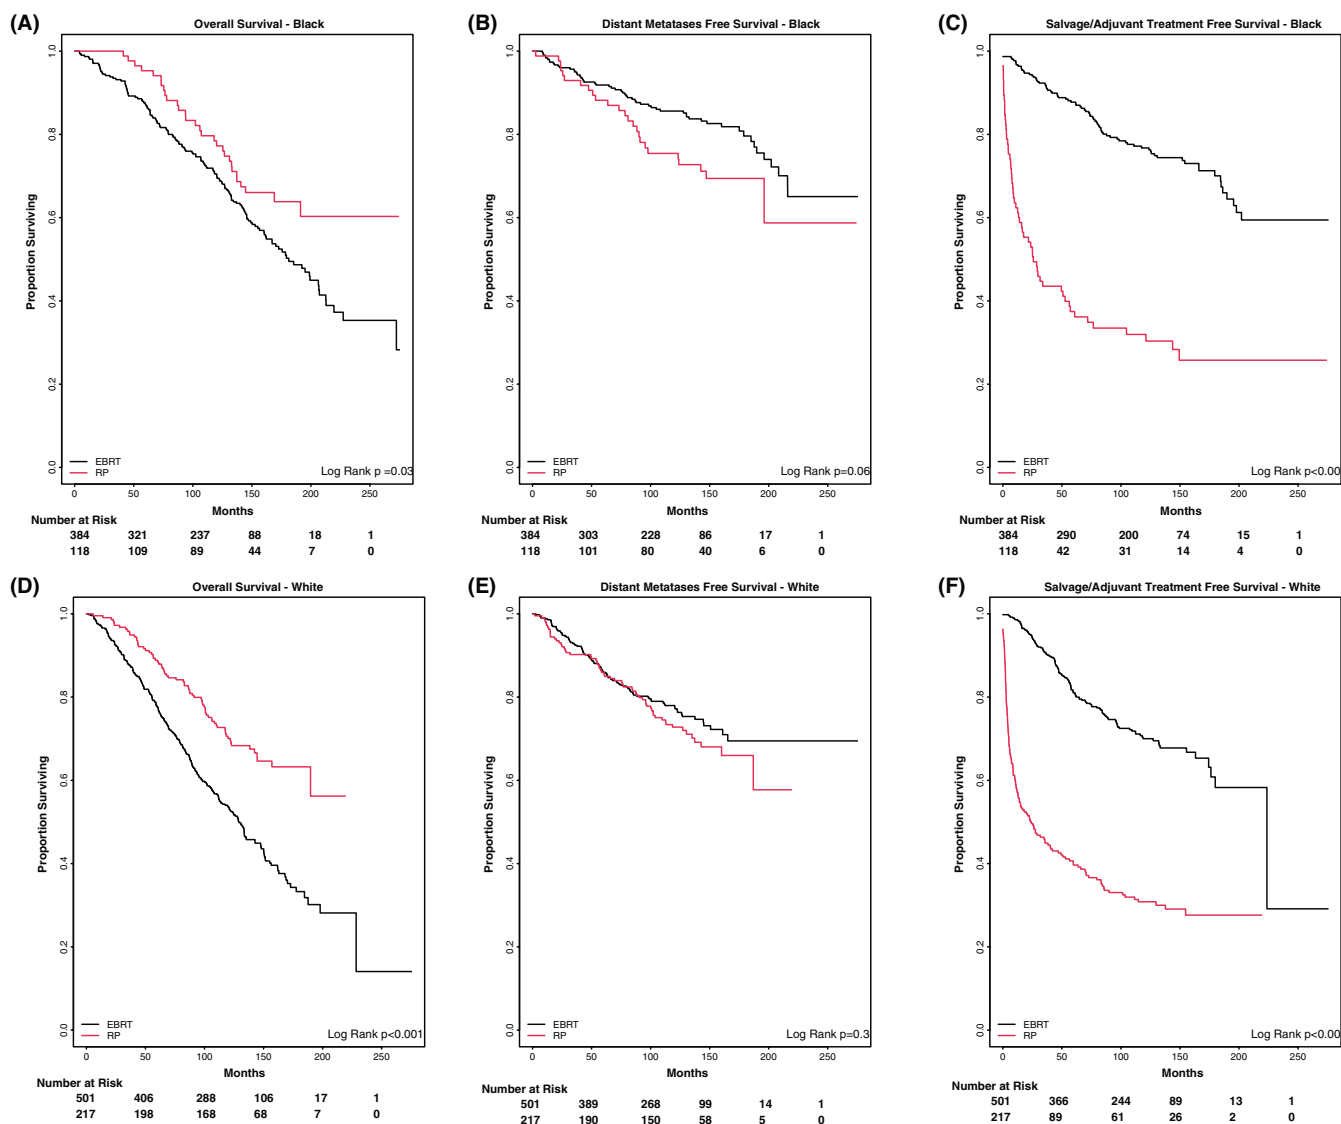 (A)
Overall Survival - Black
Proportion Surviving
1.0
0.8
0.6
0.4
0.2
0.0
EBRT
RP
Log Rank p =0.03
0 50 100 150 200 250
Months
Number at Risk
384 321 237 88 18 1
118 109 89 44 7 0
(B)
Distant Metatases Free Survival - Black
Proportion Surviving
1.0
0.8
0.6
0.4
0.2
0.0
EBRT
RP
Log Rank p=0.06
0 50 100 150 200 250
Months
384 303 228 86 17 1
118 101 80 40 6 0
(C)
Salvage/Adjuvant Treatment Free Survival - Black
Proportion Surviving
1.0
0.8
0.6
0.4
0.2
0.0
EBRT
RP
Log Rank p<0.00
0 50 100 150 200 250
Months
Number at Risk
384 290 200 74 15 1
118 42 31 14 4 0
(D)
Overall Survival - White
Proportion Surviving
1.0
0.8
0.6
0.4
0.2
0.0
EBRT
RP
Log Rank p<0.001
0 50 100 150 200 250
Months
Number at Risk
501 406 288 106 17 1
217 198 168 68 7 0
(E)
Distant Metatases Free Survival - White
Proportion Surviving
1.0
0.8
0.6
0.4
0.2
0.0
EBRT
RP
Log Rank p=0.3
0 50 100 150 200 250
Months
Number at Risk
501 389 268 99 14 1
217 190 150 58 5 0
(F)
Salvage/Adjuvant Treatment Free Survival - White
Proportion Surviving
1.0
0.8
0.6
0.4
0.2
0.0
EBRT
RP
Log Rank p<0.00
0 50 100 150 200 250
Months
Number at Risk
501 366 244 89 13 1
217 89 61 26 2 0